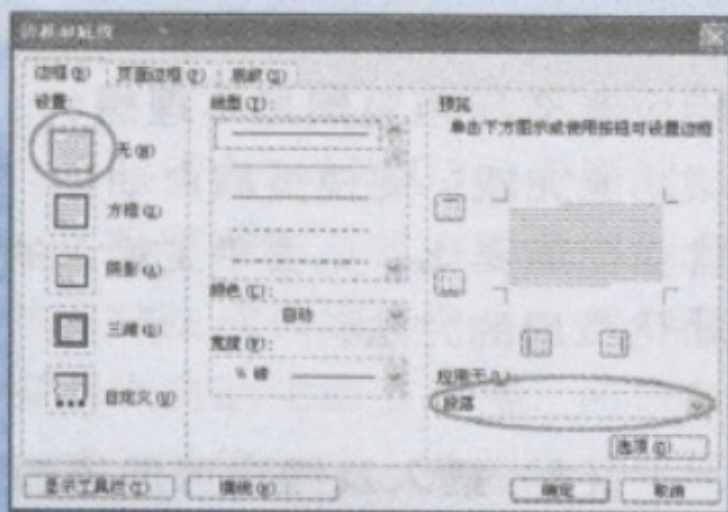 边框和底纹
边框(B) 页面边框(P) 底纹(S)
设置:
无(N)
方框(X)
阴影(A)
三维(D)
自定义(U)
线型(Y):
颜色(C):
自动
宽度(W):
½ 磅
预览
单击下方图示或使用按钮可设置边框
应用于(L)
段落
选项(O)...
显示工具栏(T) 横线(H)... 确定 取消